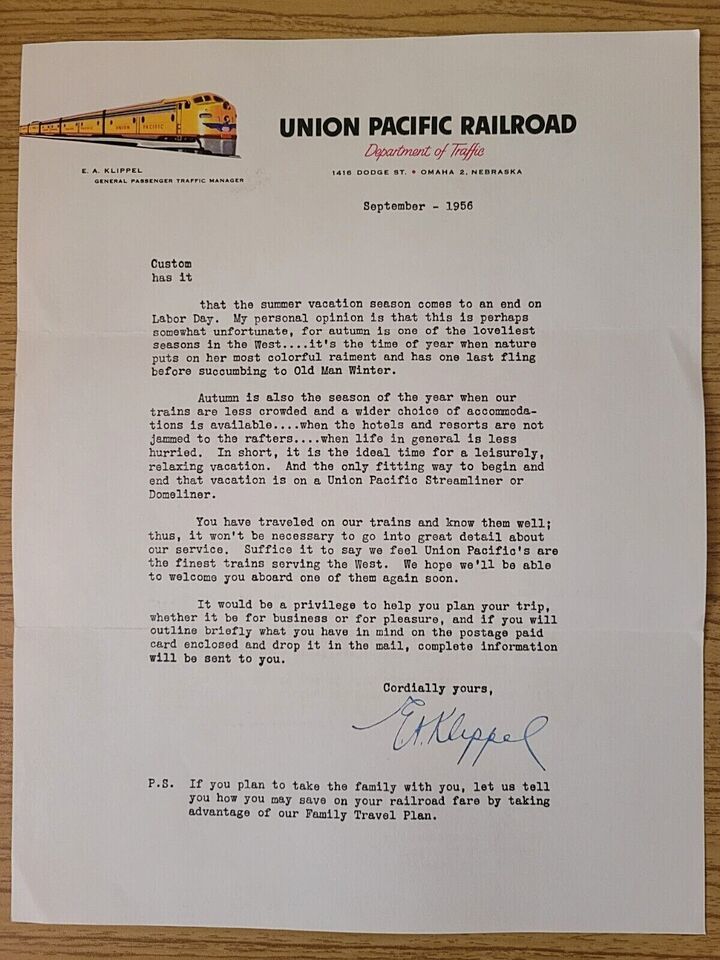 UNION PACIFIC
UNION PACIFIC RAILROAD
Department of Traffic
E. A. KLIPPEL
GENERAL PASSENGER TRAFFIC MANAGER
1416 DODGE ST. • OMAHA 2, NEBRASKA
September - 1956
Custom
has it
that the summer vacation season comes to an end on
Labor Day. My personal opinion is that this is perhaps
somewhat unfortunate, for autumn is one of the loveliest
seasons in the West....it's the time of year when nature
puts on her most colorful raiment and has one last fling
before succumbing to Old Man Winter.
Autumn is also the season of the year when our
trains are less crowded and a wider choice of accommoda-
tions is available....when the hotels and resorts are not
jammed to the rafters....when life in general is less
hurried. In short, it is the ideal time for a leisurely,
relaxing vacation. And the only fitting way to begin and
end that vacation is on a Union Pacific Streamliner or
Domeliner.
You have traveled on our trains and know them well;
thus, it won't be necessary to go into great detail about
our service. Suffice it to say we feel Union Pacific's are
the finest trains serving the West. We hope we'll be able
to welcome you aboard one of them again soon.
It would be a privilege to help you plan your trip,
whether it be for business or for pleasure, and if you will
outline briefly what you have in mind on the postage paid
card enclosed and drop it in the mail, complete information
will be sent to you.
Cordially yours,
E.A. Klippel
P.S. If you plan to take the family with you, let us tell
you how you may save on your railroad fare by taking
advantage of our Family Travel Plan.